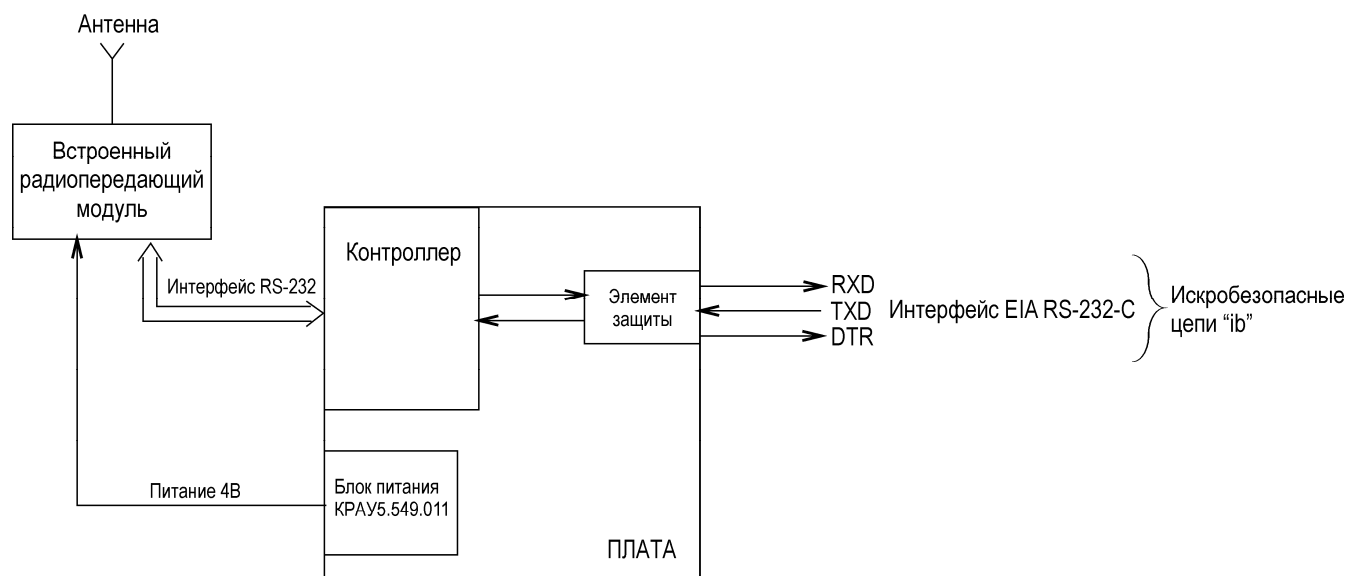 Антенна
Встроенный
радиопередающий
модуль
Контроллер
Интерфейс RS-232
Элемент
защиты
RXD
TXD
DTR
Интерфейс EIA RS-232-C
Искробезопасные
цепи “ib”
Питание 4В
Блок питания
КРАУ5.549.011
ПЛАТА